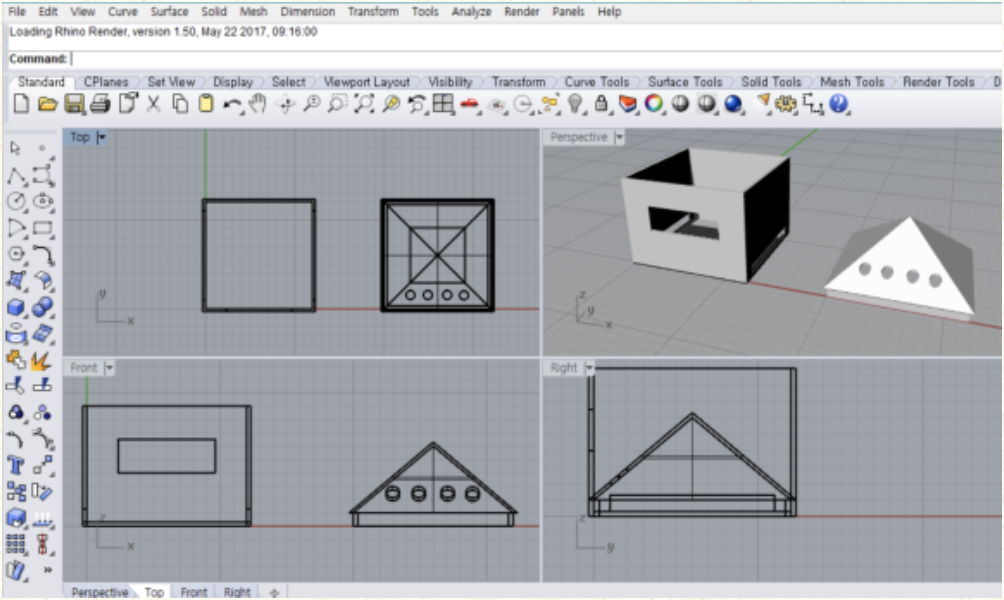 File Edit View Curve Surface Solid Mesh Dimension Transform Tools Analyze Render Panels Help
Loading Rhino Render, version 1.50, May 22 2017, 09:16:00
Command:
Standard CPlanes Set View Display Select Viewport Layout Visibility Transform Curve Tools Surface Tools Solid Tools Mesh Tools Render Tools D
Top
Perspective
y
x
z
y
x
Front
Right
z
x
z
y
Perspective Top Front Right